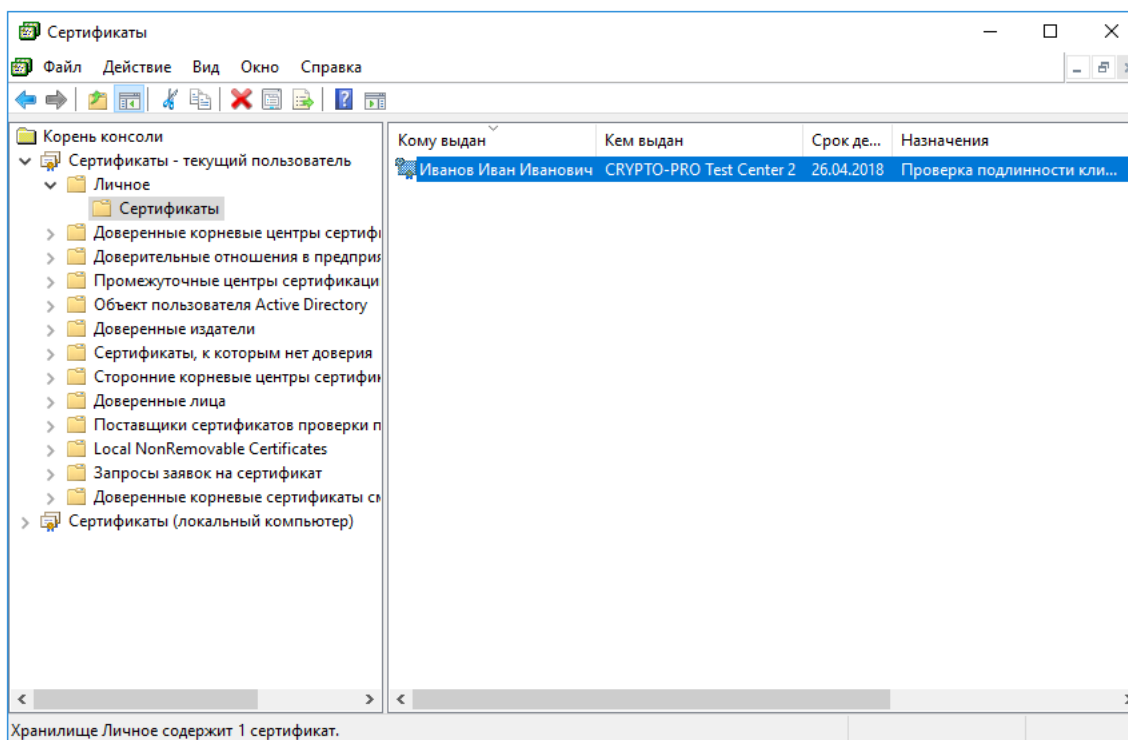 Сертификаты
Файл Действие Вид Окно Справка
Корень консоли
Сертификаты - текущий пользователь
Личное
Сертификаты
Доверенные корневые центры сертифи
Доверительные отношения в предприя
Промежуточные центры сертификаци
Объект пользователя Active Directory
Доверенные издатели
Сертификаты, к которым нет доверия
Сторонние корневые центры сертифик
Доверенные лица
Поставщики сертификатов проверки п
Local NonRemovable Certificates
Запросы заявок на сертификат
Доверенные корневые сертификаты см
Сертификаты (локальный компьютер)
Кому выдан Кем выдан Срок де... Назначения
Иванов Иван Иванович CRYPTO-PRO Test Center 2 26.04.2018 Проверка подлинности кли...
Хранилище Личное содержит 1 сертификат.